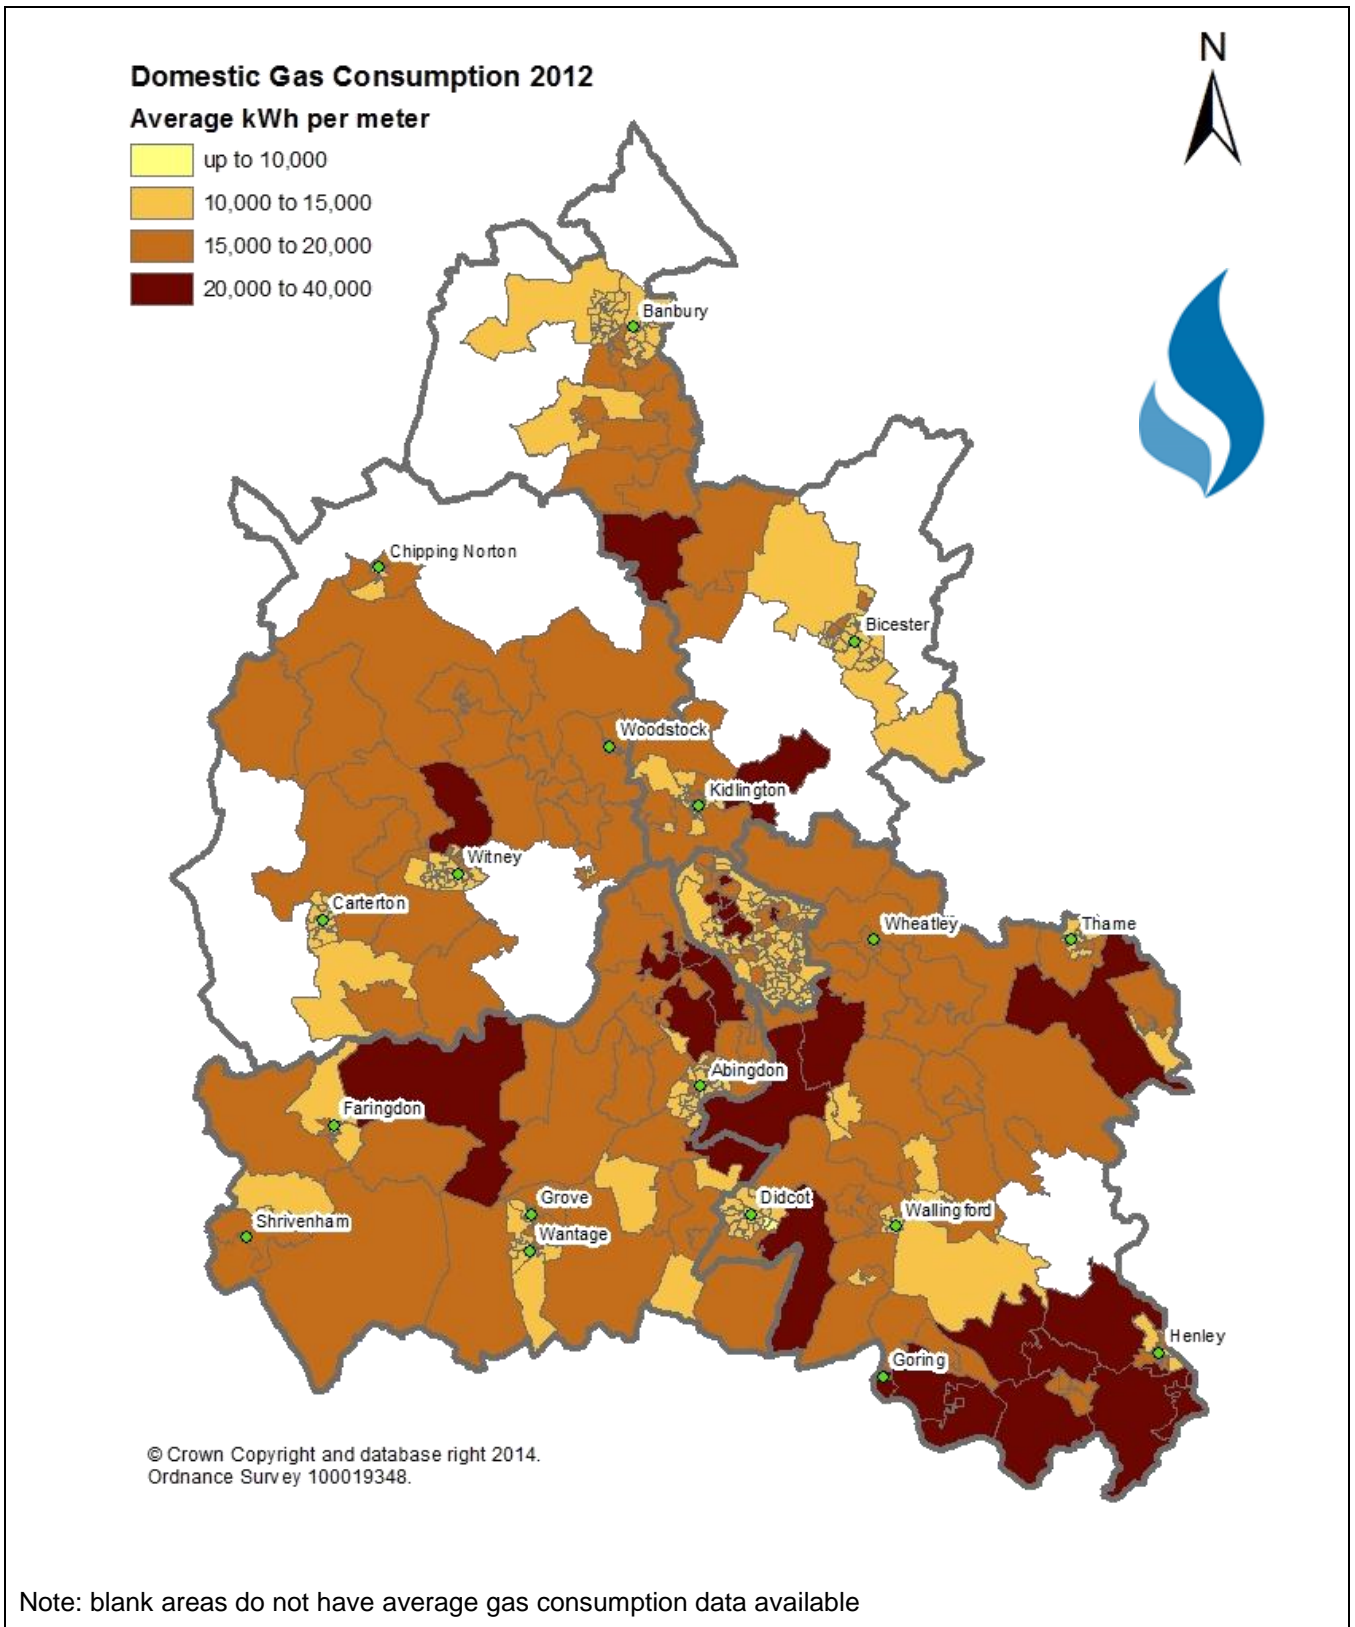 N
Domestic Gas Consumption 2012
Average kWh per meter
up to 10,000
10,000 to 15,000
15,000 to 20,000
20,000 to 40,000
Banbury
Chipping Norton
Bicester
Woodstock
Kidlington
Witney
Carterton
Wheatley
Thame
Abingdon
Faringdon
Grove
Didcot
Wallingford
Shrivenham
Wantage
Henley
Goring
© Crown Copyright and database right 2014.
Ordnance Survey 100019348.
Note: blank areas do not have average gas consumption data available